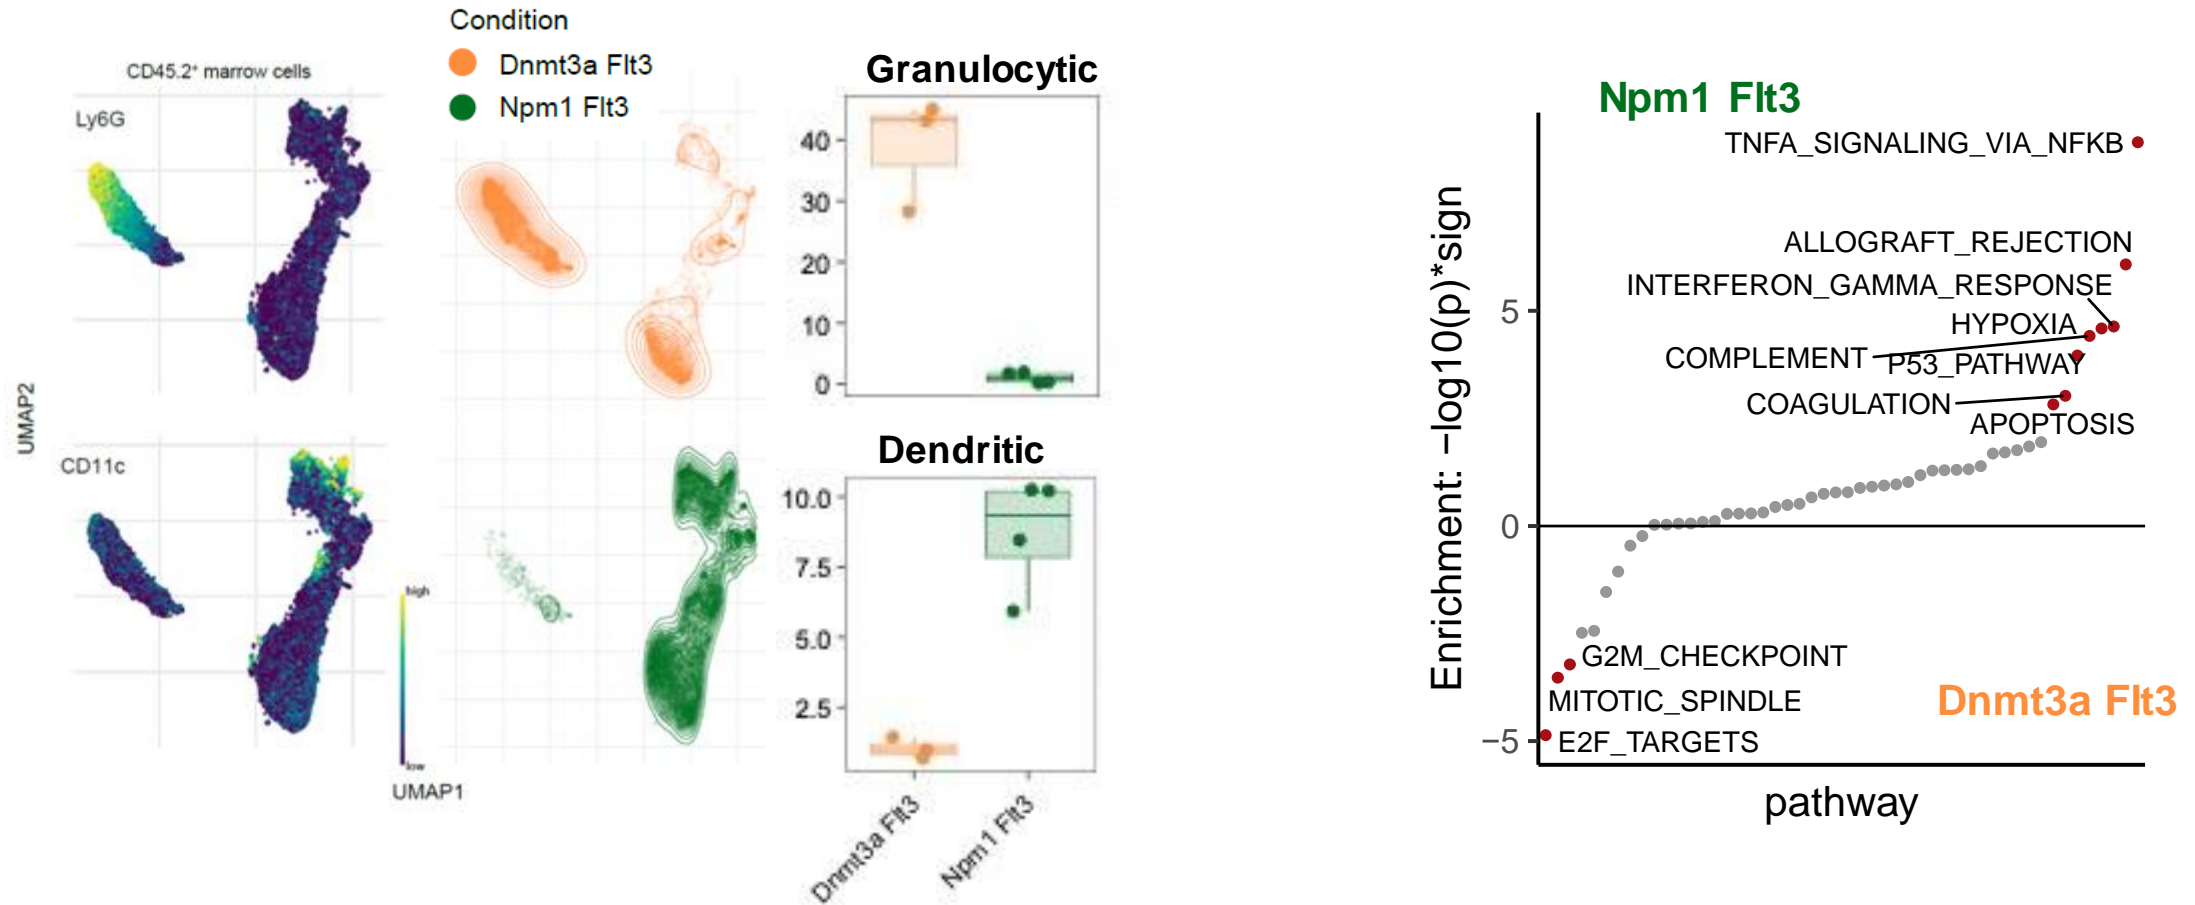 Condition
Dnmt3a Flt3
Npm1 Flt3
CD45.2⁺ marrow cells
Ly6G
CD11c
UMAP2
high
low
UMAP1
Granulocytic
40
30
20
10
0
Dendritic
10.0
7.5
5.0
2.5
Dnmt3a Flt3
Npm1 Flt3
Npm1 Flt3
TNFA_SIGNALING_VIA_NFKB
ALLOGRAFT_REJECTION
INTERFERON_GAMMA_RESPONSE
HYPOXIA
COMPLEMENT
P53_PATHWAY
COAGULATION
APOPTOSIS
G2M_CHECKPOINT
MITOTIC_SPINDLE
E2F_TARGETS
Dnmt3a Flt3
Enrichment: −log10(p)*sign
5
0
−5
pathway